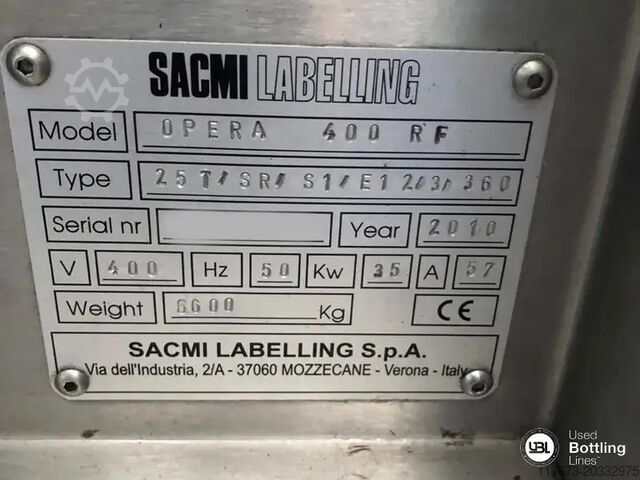 SACMI LABELLING
Model OPERA 400 RF
Type 25T/SR/ S1/E1 2/3/360
Serial nr Year 2010
V 400 Hz 50 Kw 35 A 57
Weight 6600 Kg CE
SACMI LABELLING S.p.A.
Via dell'Industria, 2/A - 37060 MOZZECANE - Verona - Italy
UBL Used
Bottling
Lines™